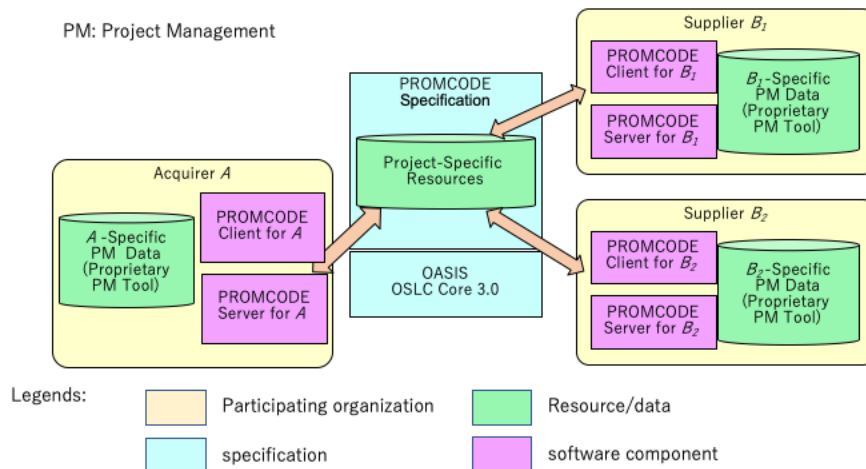 PM: Project Management
Supplier B1
PROMCODE
Client for B1
PROMCODE
Server for B1
B1-Specific
PM Data
(Proprietary
PM Tool)
PROMCODE
Specification
Project-Specific
Resources
OASIS
OSLC Core 3.0
Acquirer A
A-Specific
PM Data
(Proprietary
PM Tool)
PROMCODE
Client for A
PROMCODE
Server for A
Supplier B2
PROMCODE
Client for B2
PROMCODE
Server for B2
B2-Specific
PM Data
(Proprietary
PM Tool)
Legends:
Participating organization
Resource/data
specification
software component